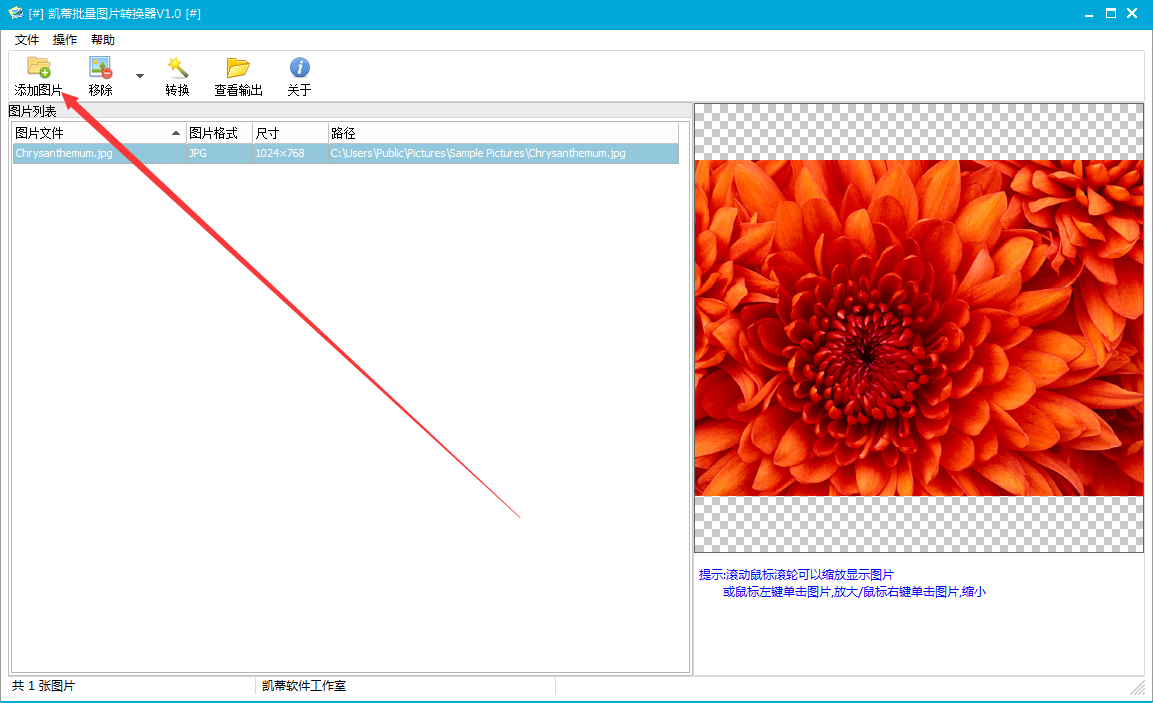 [#] 凯蒂批量图片转换器V1.0 [#]
文件 操作 帮助
添加图片 移除 转换 查看输出 关于
图片列表
图片文件 图片格式 尺寸 路径
Chrysanthemum.jpg JPG 1024×768 C:\Users\Public\Pictures\Sample Pictures\Chrysanthemum.jpg
提示:滚动鼠标滚轮可以缩放显示图片
或鼠标左键单击图片,放大/鼠标右键单击图片,缩小
共 1 张图片 凯蒂软件工作室